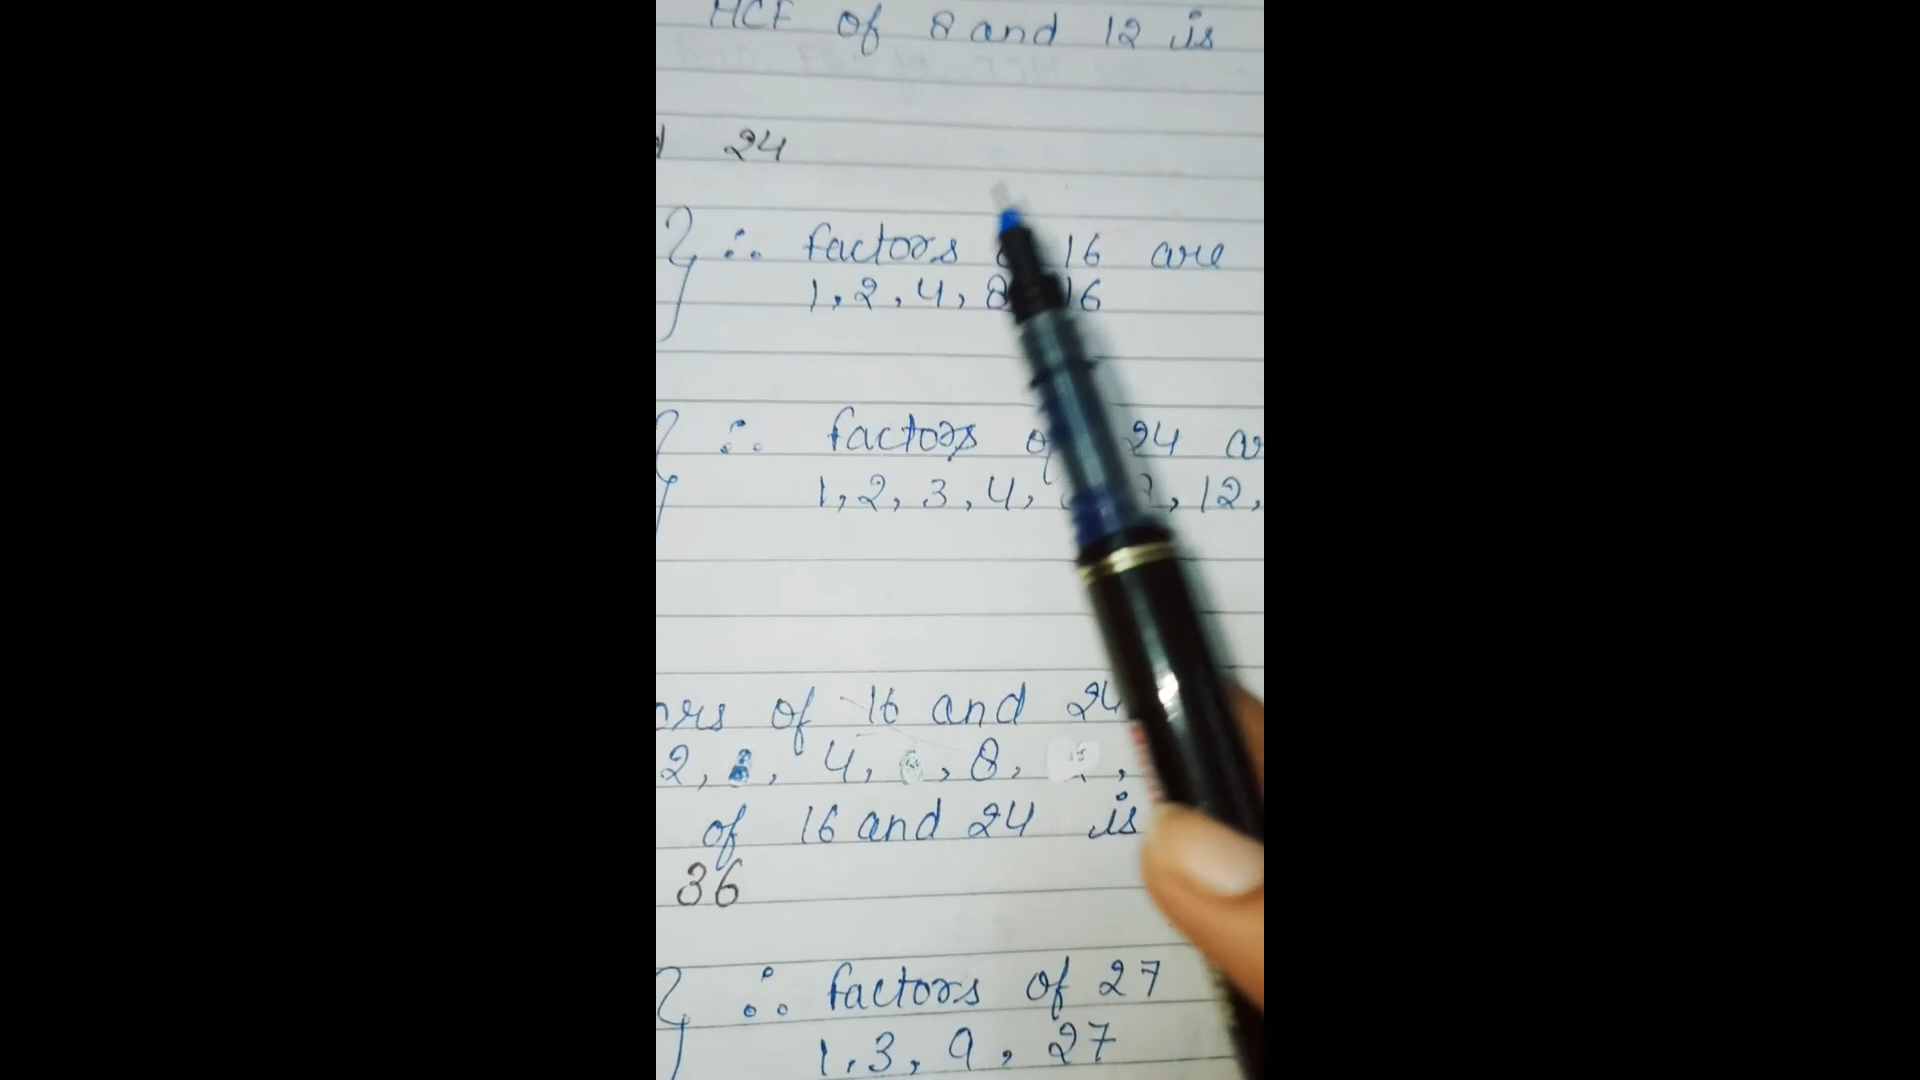 HCF of 8 and 12 is
24
∴ factors 16 are
1, 2, 4, 8 16
∴ factors of 24
1, 2, 3, 4, 12,
of 16 and 24
2, 4, 8,
of 16 and 24 is
36
∴ factors of 27
1, 3, 9, 27